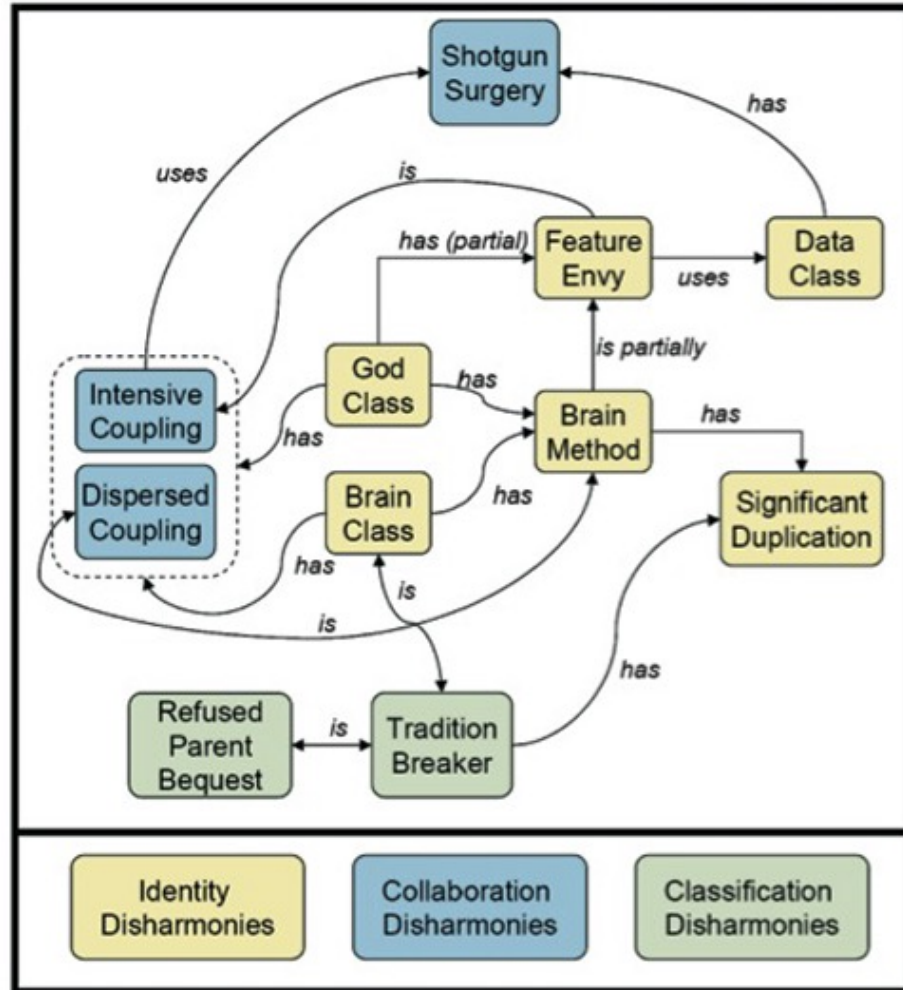 Shotgun
Surgery
uses
has
is
has (partial)
Feature
Envy
uses
Data
Class
is partially
God
Class
has
has
Intensive
Coupling
Dispersed
Coupling
Brain
Method
has
Brain
Class
has
has
Significant
Duplication
is
is
has
Refused
Parent
Bequest
is
Tradition
Breaker
Identity
Disharmonies
Collaboration
Disharmonies
Classification
Disharmonies